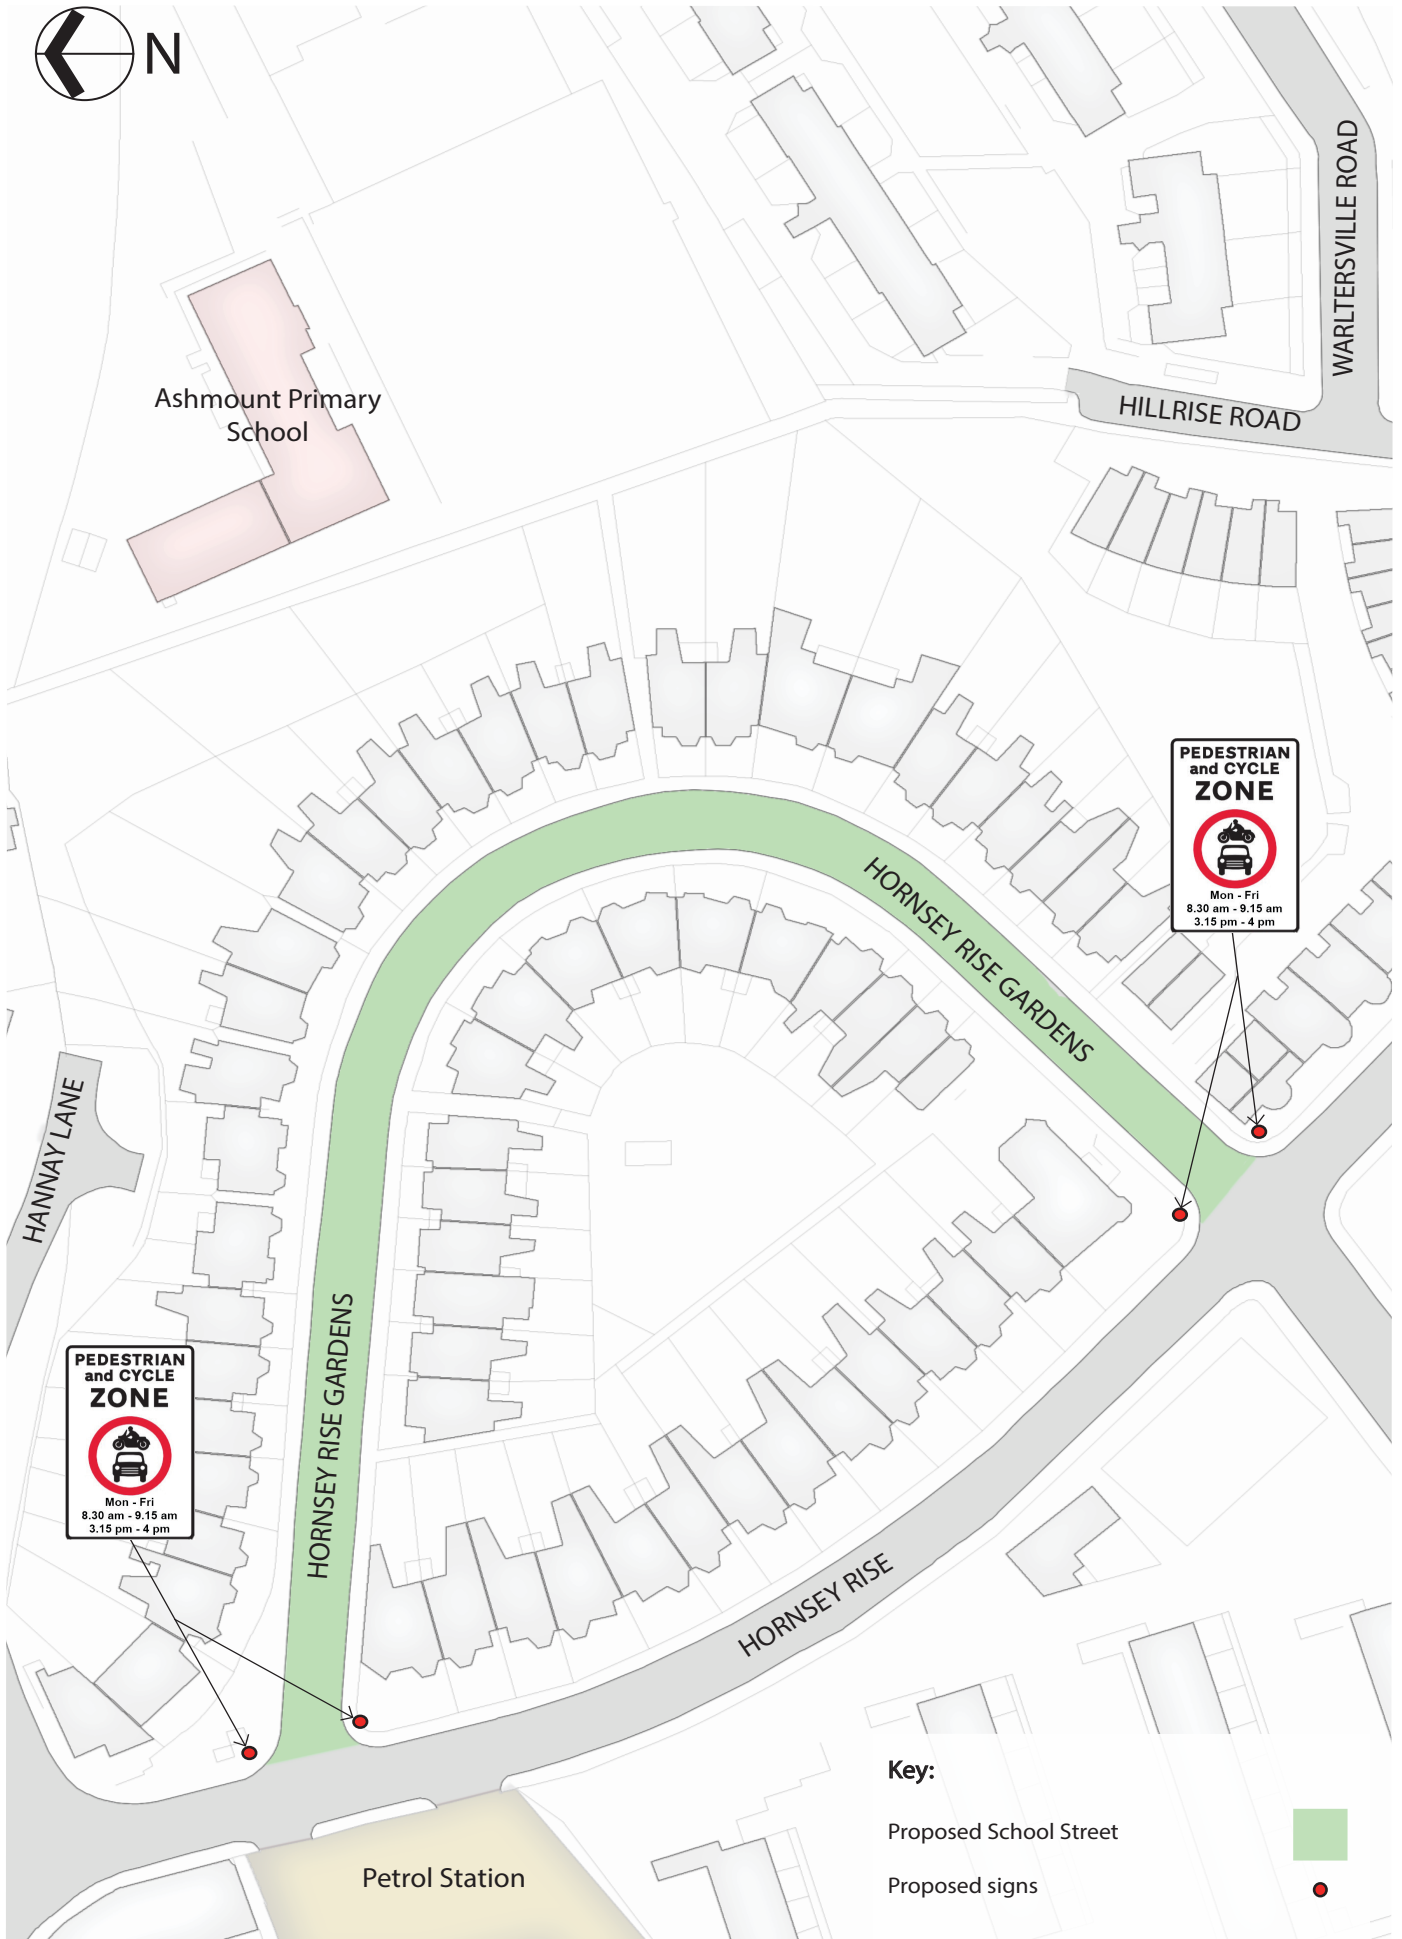 N
WARLTERSVILLE ROAD
HILLRISE ROAD
Ashmount Primary
School
PEDESTRIAN
and CYCLE
ZONE
Mon - Fri
8.30 am - 9.15 am
3.15 pm - 4 pm
HORNSEY RISE GARDENS
HANNAY LANE
HORNSEY RISE GARDENS
PEDESTRIAN
and CYCLE
ZONE
Mon - Fri
8.30 am - 9.15 am
3.15 pm - 4 pm
HORNSEY RISE
Petrol Station
Key:
Proposed School Street
Proposed signs